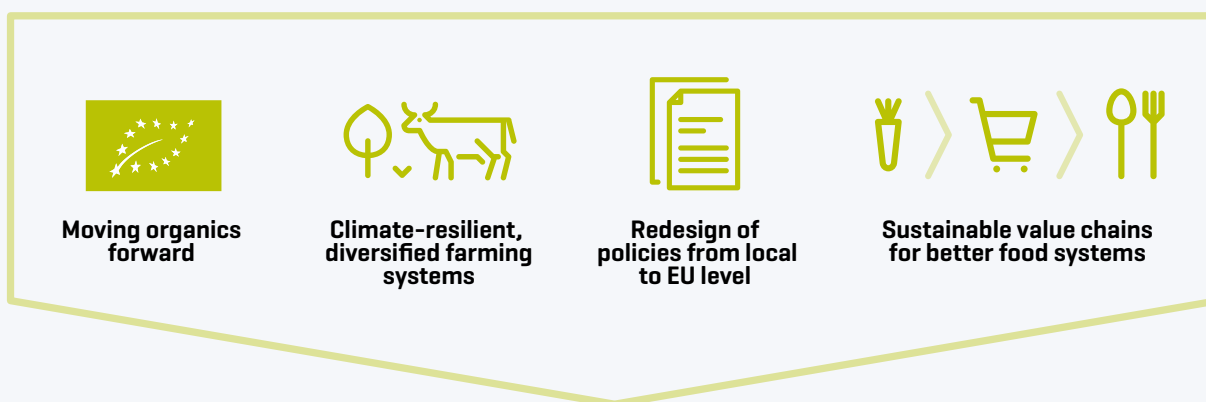 Moving organics
forward
Climate-resilient,
diversified farming
systems
Redesign of
policies from local
to EU level
Sustainable value chains
for better food systems